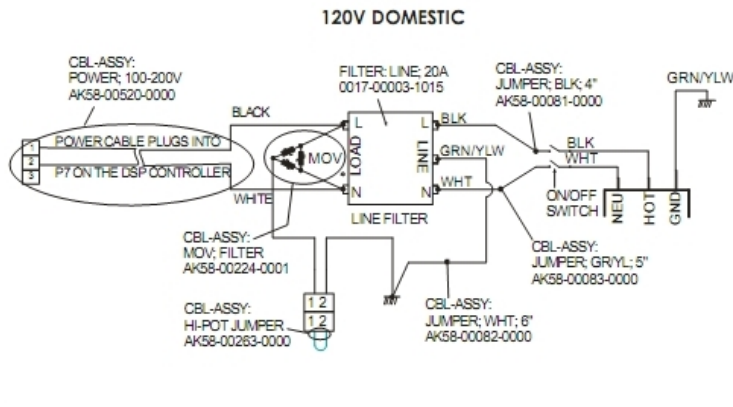 120V DOMESTIC
CBL-ASSY:
POWER; 100-200V
AK58-00520-0000
FILTER: LINE; 20A
0017-00003-1015
CBL-ASSY:
JUMPER; BLK; 4"
AK58-00081-0000
GRN/YLW
BLACK
1
2
3
POWER CABLE PLUGS INTO
P7 ON THE DSP CONTROLLER
WHITE
MOV
L
LOAD
N
L
LINE
N
BLK
GRN/YLW
WHT
LINE FILTER
BLK
WHT
ON/OFF
SWITCH
NEU
HOT
GND
CBL-ASSY:
MOV; FILTER
AK58-00224-0001
CBL-ASSY:
JUMPER; GR/YL; 5"
AK58-00083-0000
CBL-ASSY:
HI-POT JUMPER
AK58-00263-0000
1 2
1 2
CBL-ASSY:
JUMPER; WHT; 6"
AK58-00082-0000